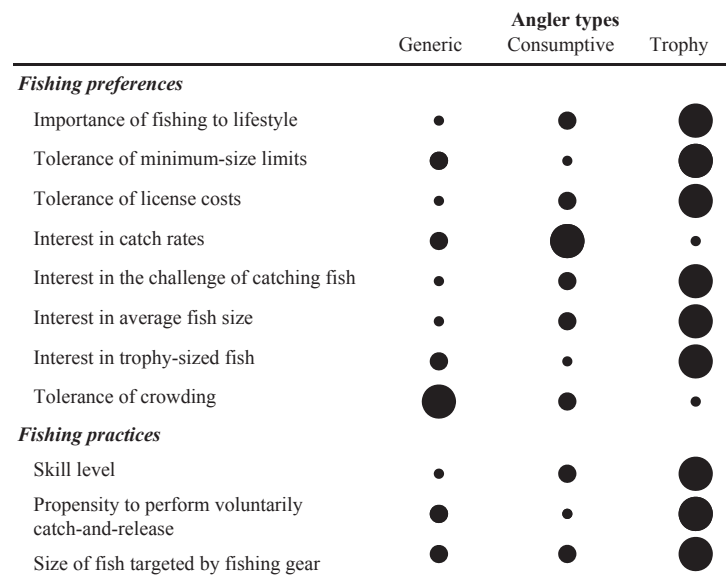 Angler types
Generic Consumptive Trophy
Fishing preferences
Importance of fishing to lifestyle
Tolerance of minimum-size limits
Tolerance of license costs
Interest in catch rates
Interest in the challenge of catching fish
Interest in average fish size
Interest in trophy-sized fish
Tolerance of crowding
Fishing practices
Skill level
Propensity to perform voluntarily
catch-and-release
Size of fish targeted by fishing gear